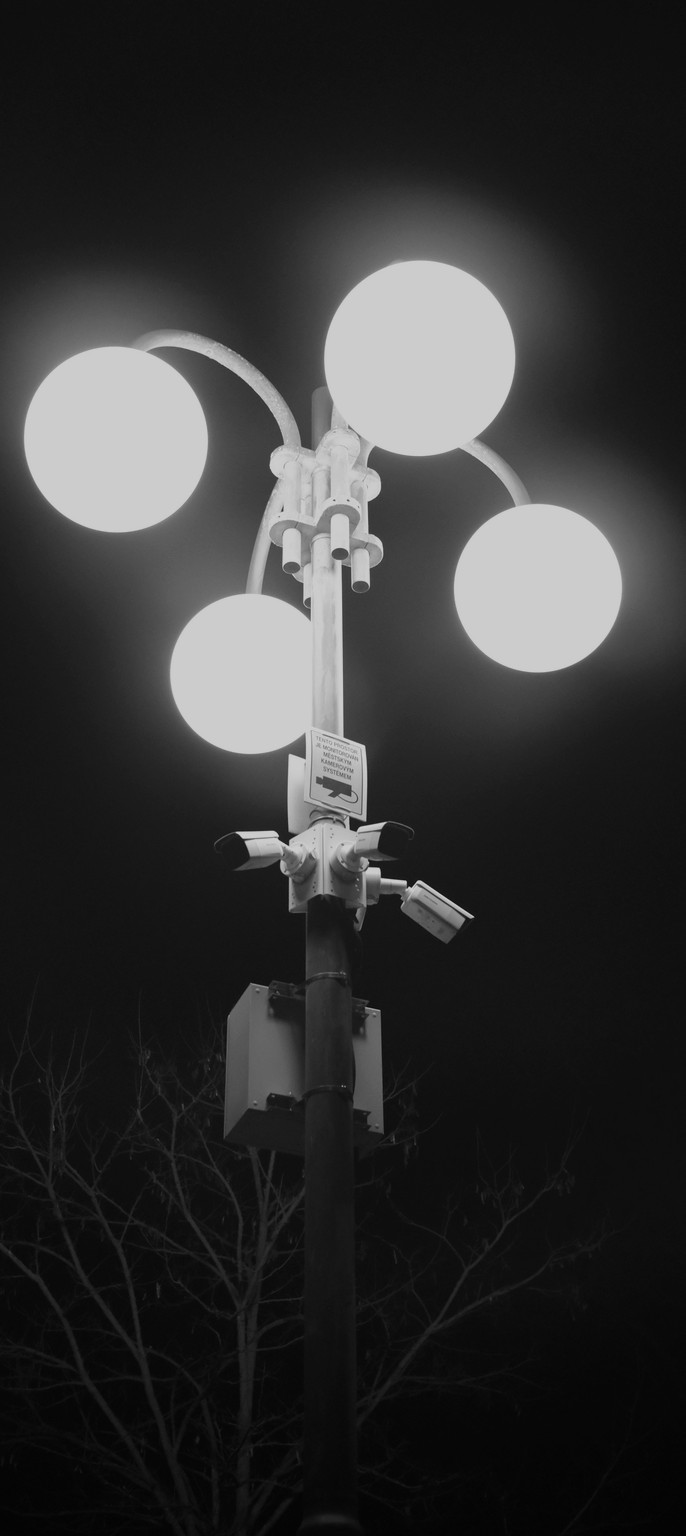 TENTO PROSTOR
JE MONITOROVÁN
MĚSTSKÝM
KAMEROVÝM
SYSTÉMEM